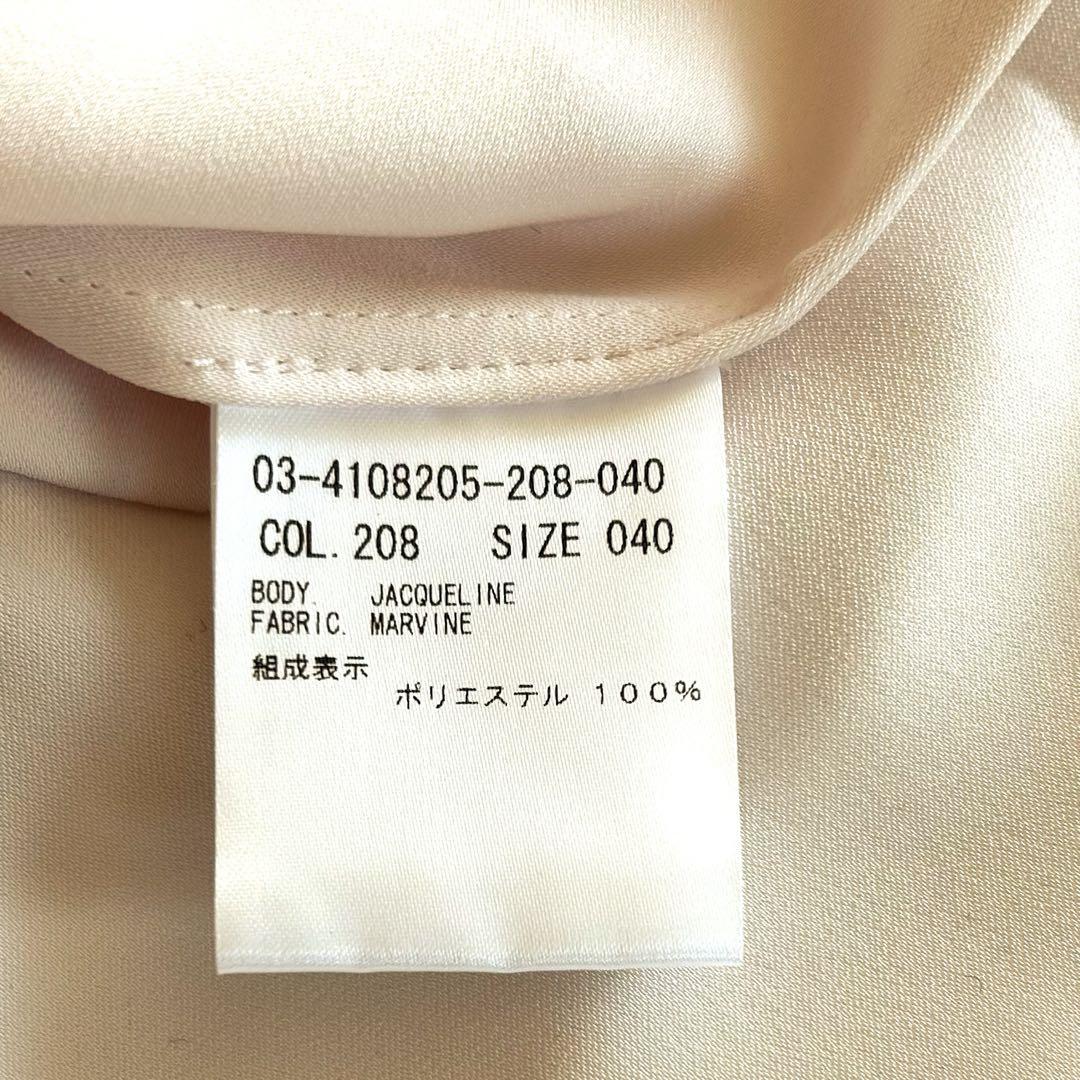 03-4108205-208-040
COL. 208 SIZE 040
BODY. JACQUELINE
FABRIC. MARVINE
組成表示
ポリエステル 100%